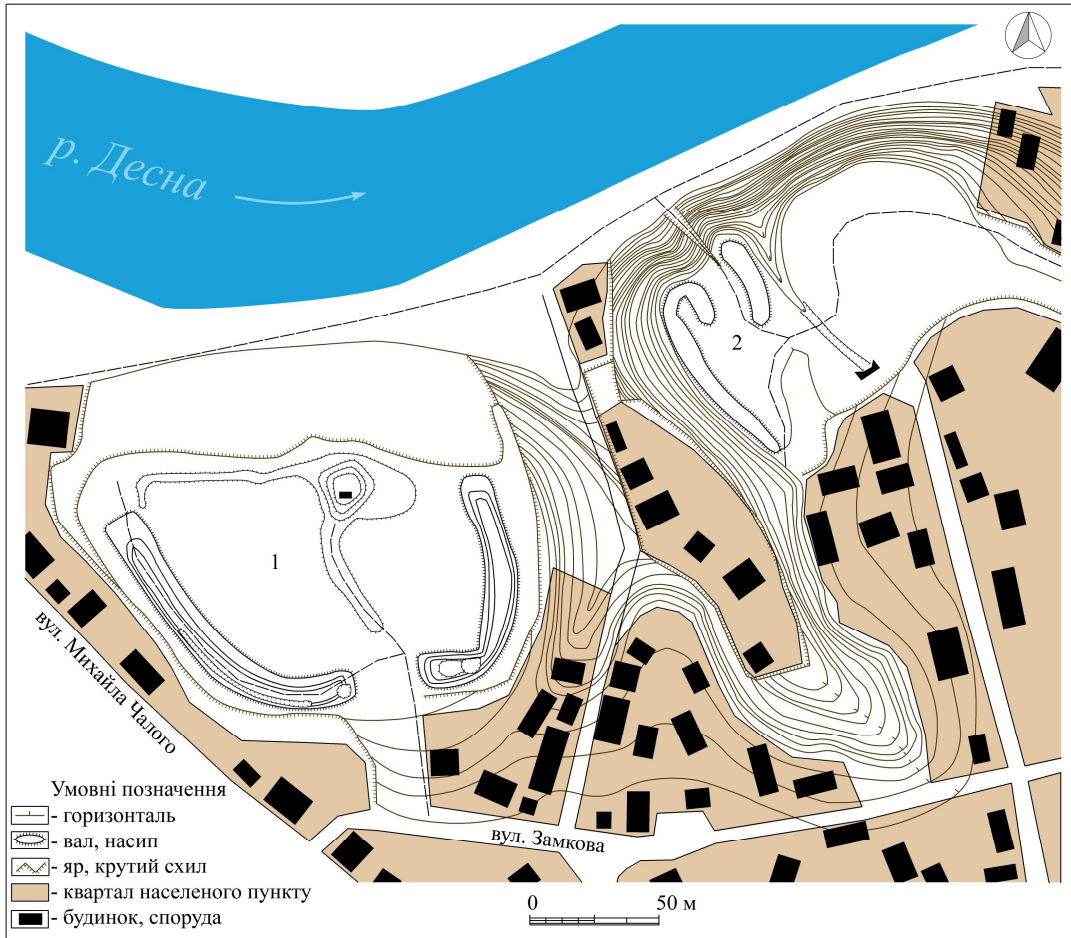 р. Десна
2
1
вул. Михайла Чалого
вул. Замкова
Умовні позначення
- горизонталь
- вал, насип
- яр, крутий схил
- квартал населеного пункту
- будинок, споруда
0 50 м